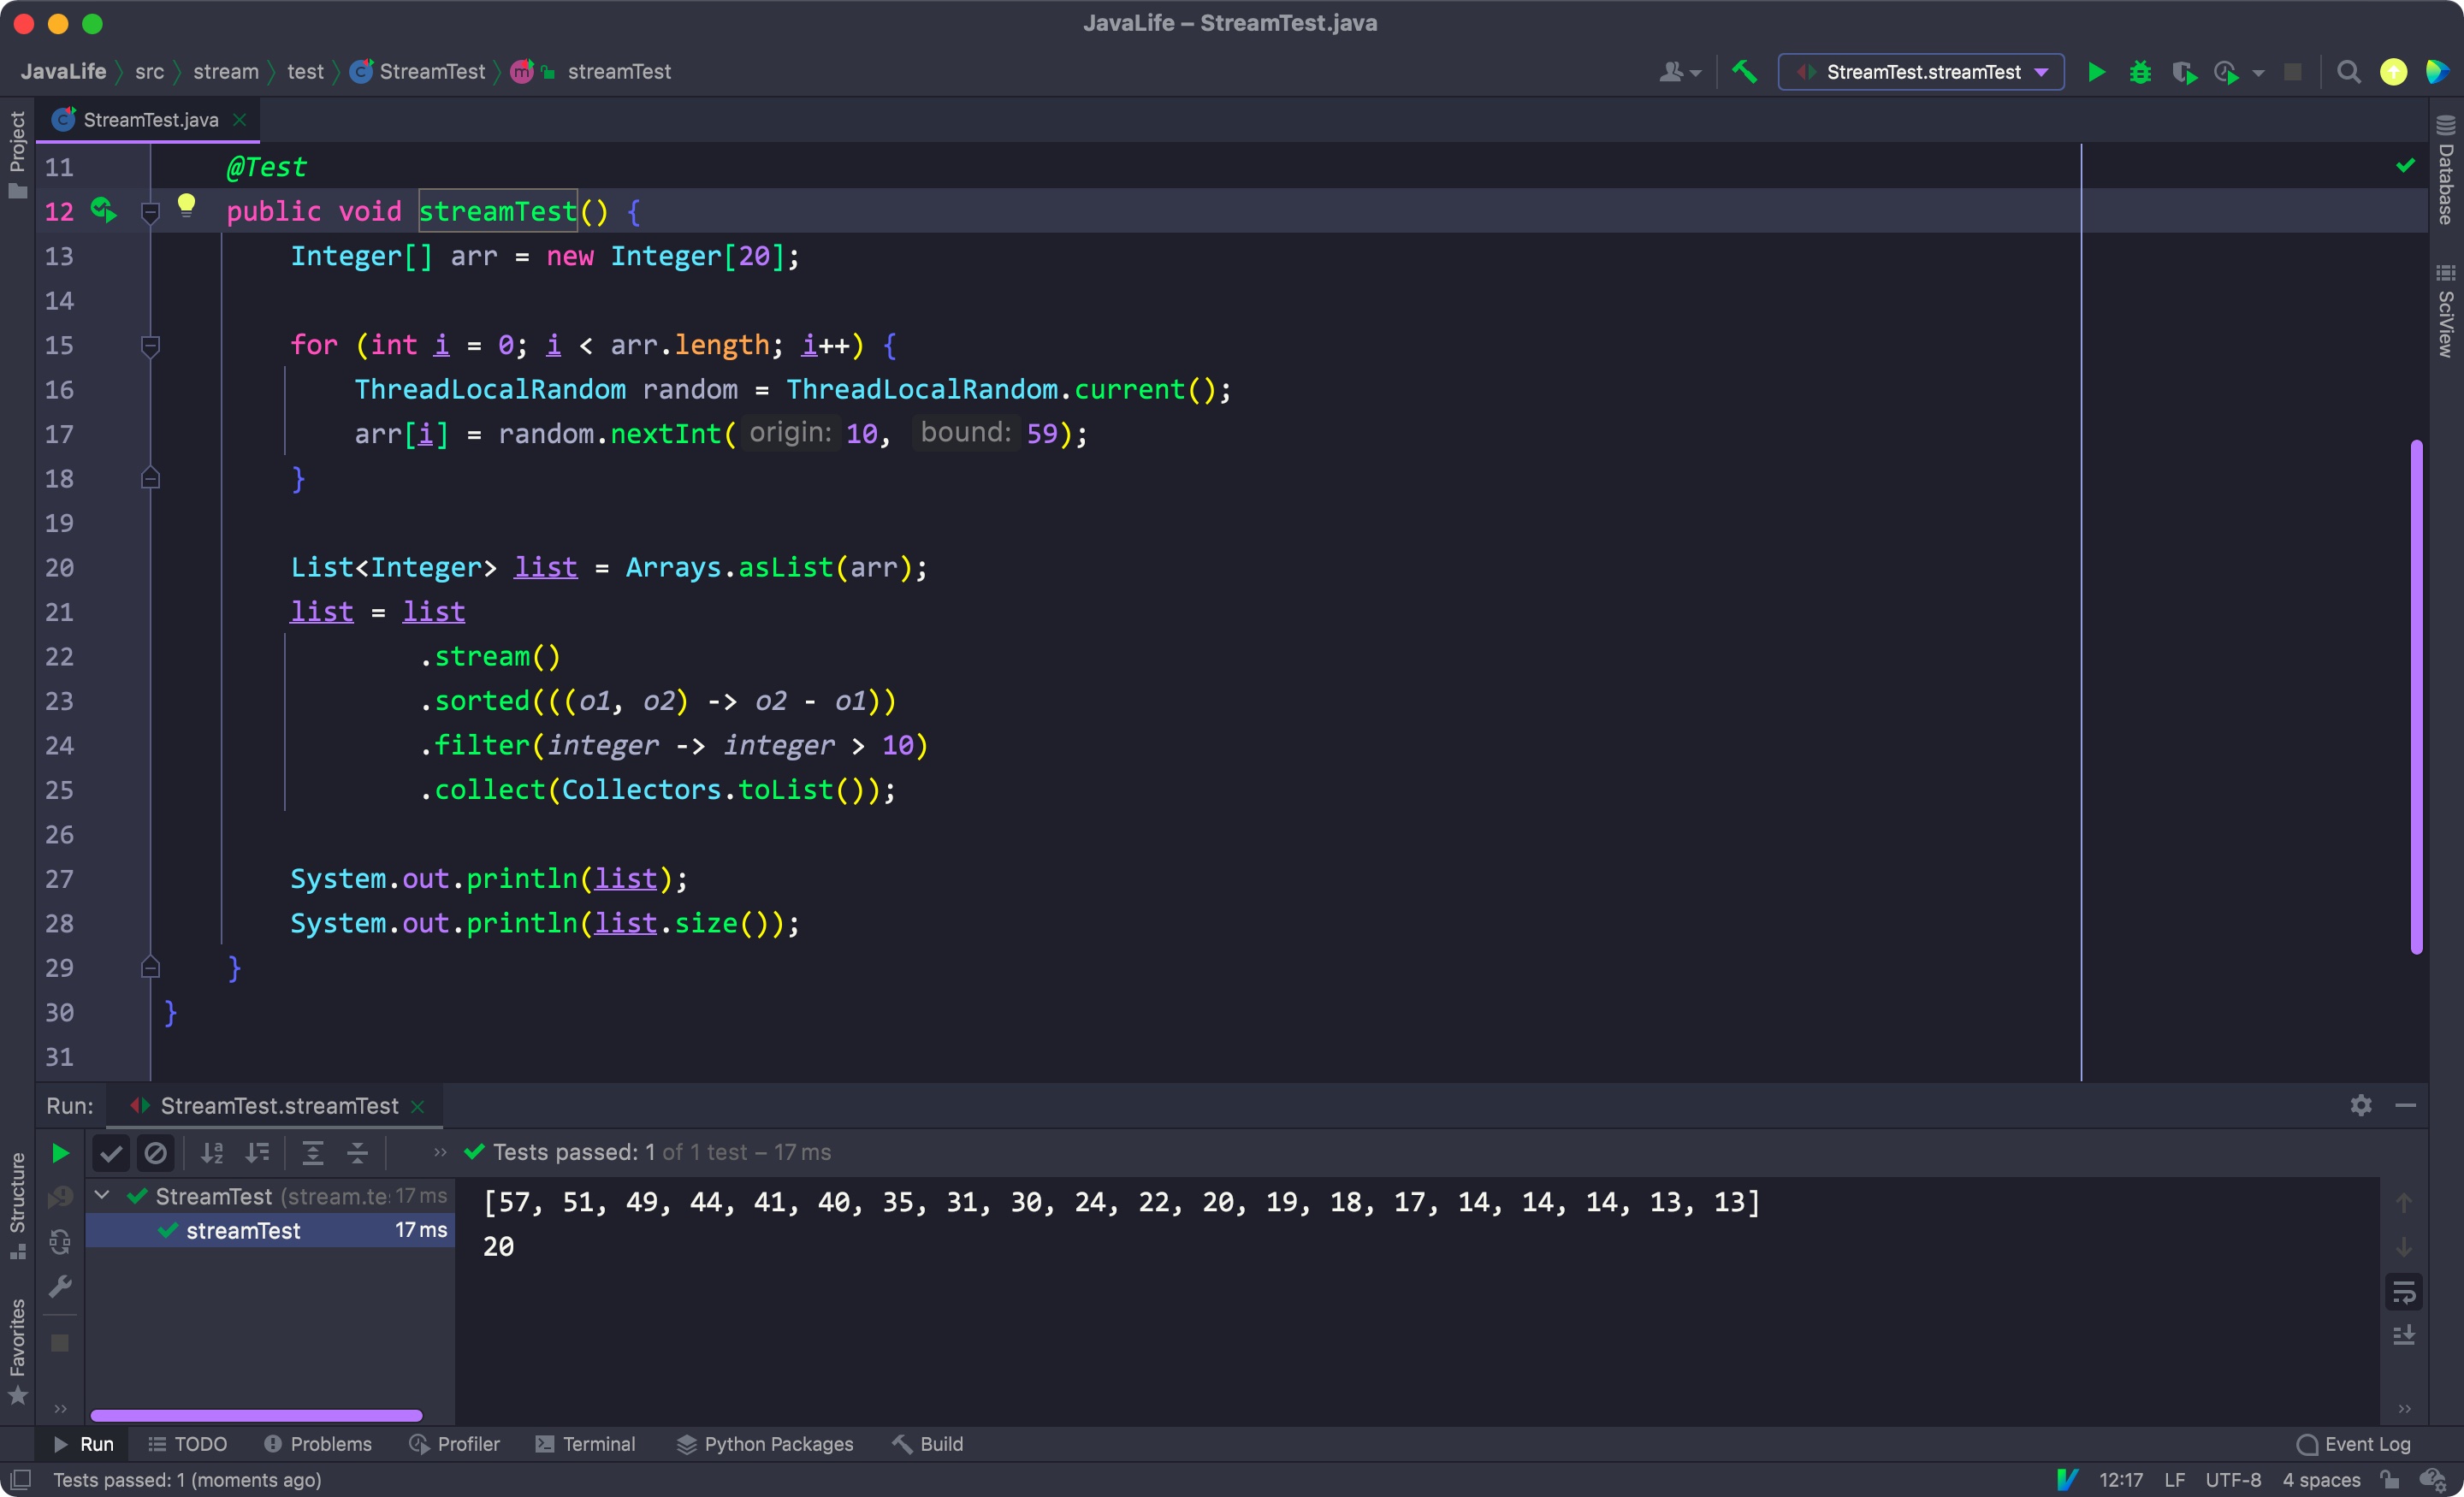 JavaLife – StreamTest.java
JavaLife src stream test StreamTest m streamTest
StreamTest.streamTest
Project
StreamTest.java
Database
SciView
11 @Test
12 public void streamTest() {
13 Integer[] arr = new Integer[20];
14
15 for (int i = 0; i < arr.length; i++) {
16 ThreadLocalRandom random = ThreadLocalRandom.current();
17 arr[i] = random.nextInt( origin: 10, bound: 59);
18 }
19
20 List<Integer> list = Arrays.asList(arr);
21 list = list
22 .stream()
23 .sorted(((o1, o2) -> o2 - o1))
24 .filter(integer -> integer > 10)
25 .collect(Collectors.toList());
26
27 System.out.println(list);
28 System.out.println(list.size());
29 }
30 }
31
Run: StreamTest.streamTest
Tests passed: 1 of 1 test – 17 ms
StreamTest (stream.te: 17 ms
streamTest 17 ms
[57, 51, 49, 44, 41, 40, 35, 31, 30, 24, 22, 20, 19, 18, 17, 14, 14, 14, 13, 13]
20
Structure
Favorites
Run TODO Problems Profiler Terminal Python Packages Build Event Log
Tests passed: 1 (moments ago) 12:17 LF UTF-8 4 spaces